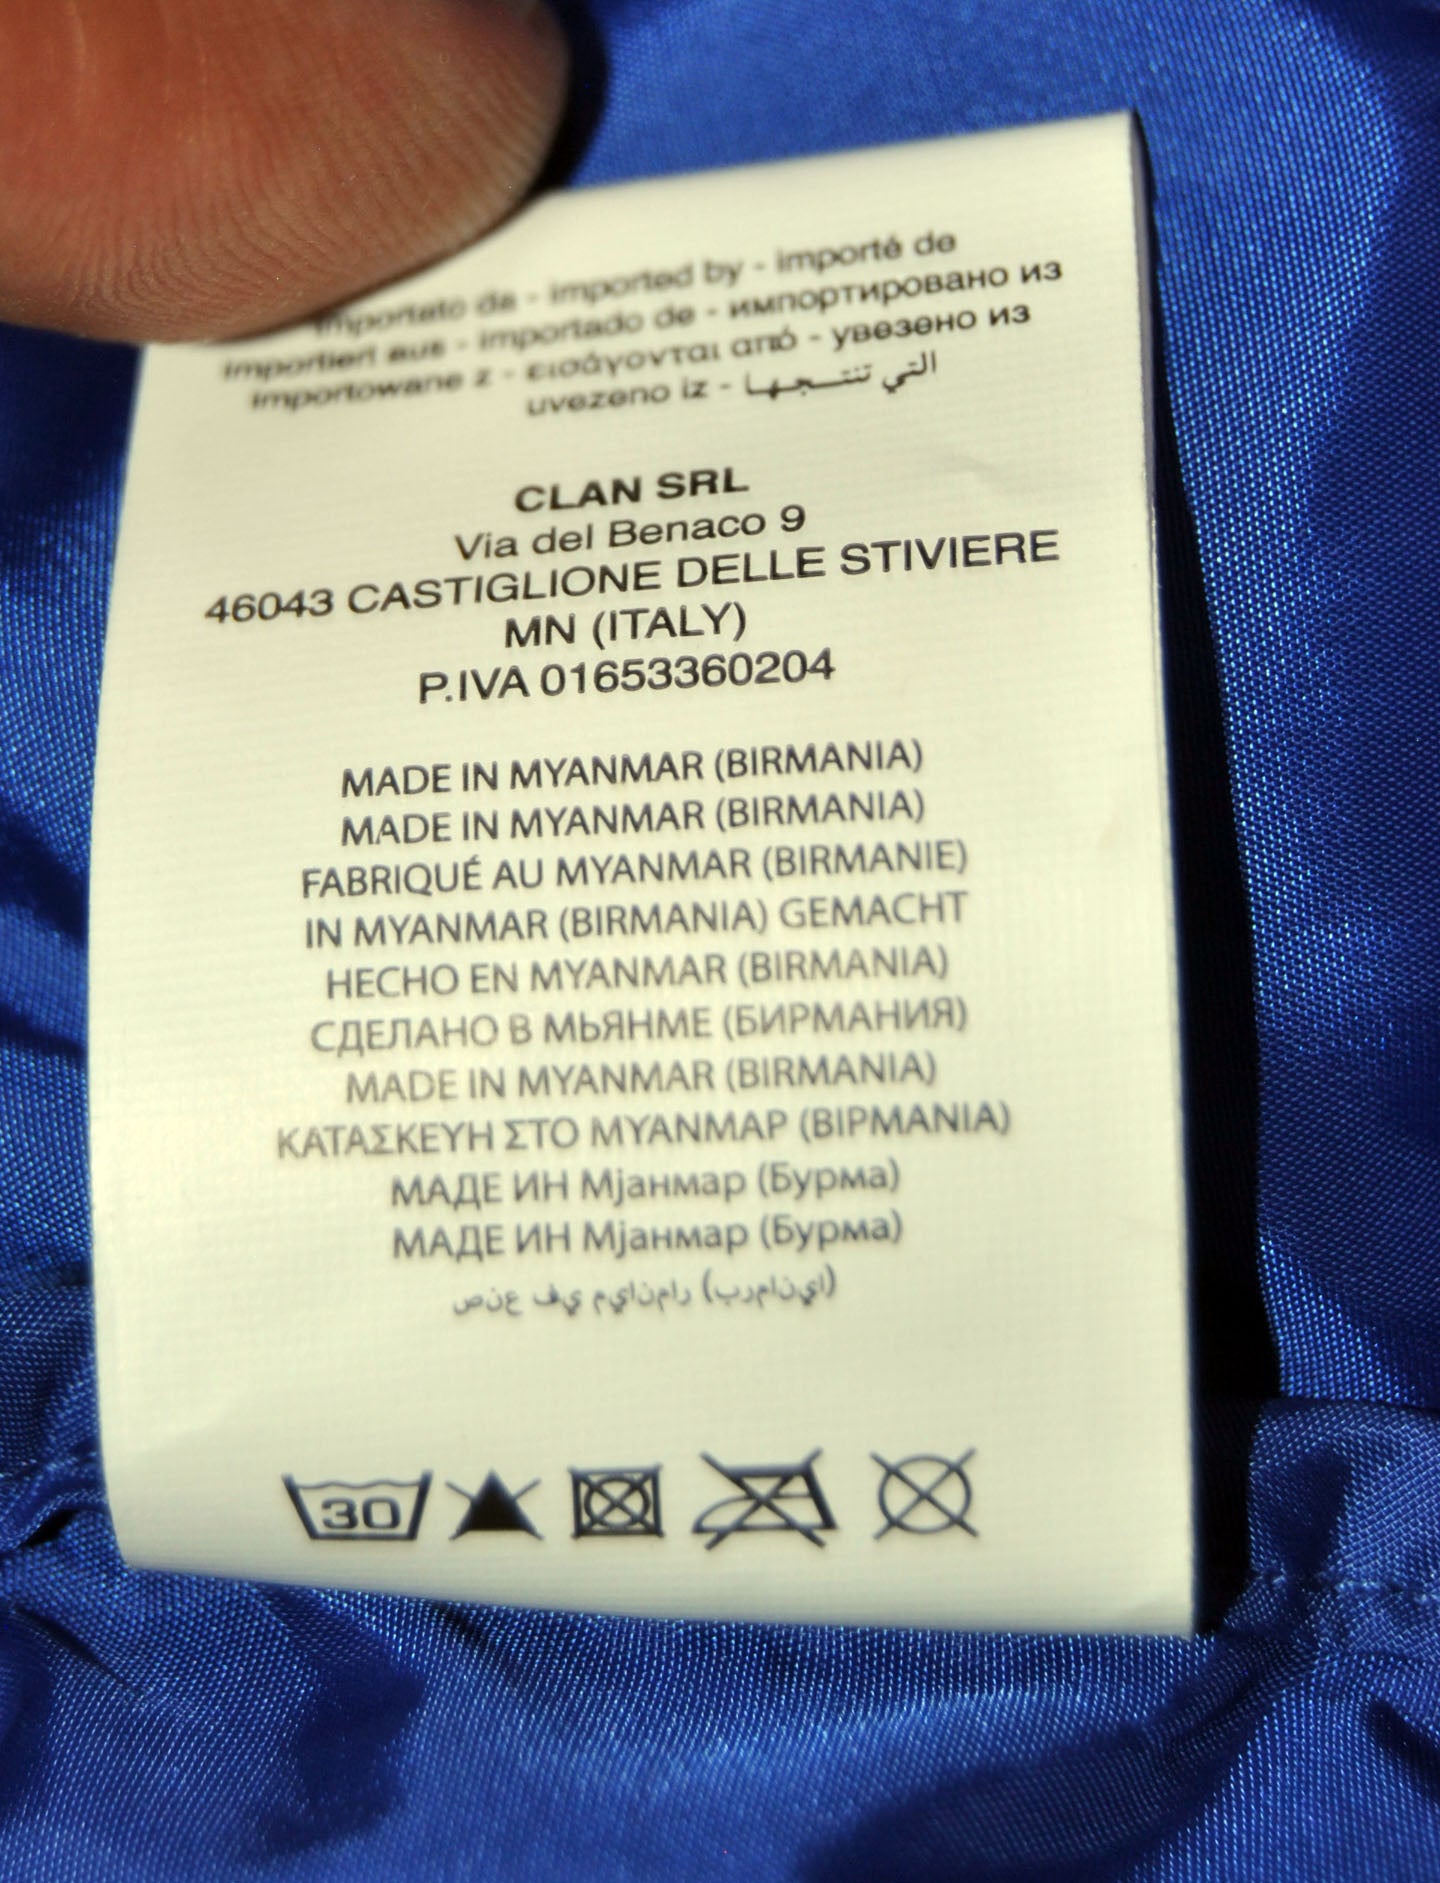 importato da - imported by - importé de
importiert aus - importado de - импортировано из
importowane z - εισάγονται από - увезено из
uvezeno iz - التي تنتجها
CLAN SRL
Via del Benaco 9
46043 CASTIGLIONE DELLE STIVIERE
MN (ITALY)
P.IVA 01653360204
MADE IN MYANMAR (BIRMANIA)
MADE IN MYANMAR (BIRMANIA)
FABRIQUÉ AU MYANMAR (BIRMANIE)
IN MYANMAR (BIRMANIA) GEMACHT
HECHO EN MYANMAR (BIRMANIA)
СДЕЛАНО В МЬЯНМЕ (БИРМАНИЯ)
MADE IN MYANMAR (BIRMANIA)
ΚΑΤΑΣΚΕΥΗ ΣΤΟ ΜΥΑΝΜΑΡ (ΒΙΡΜΑΝΙΑ)
МАДЕ ИН Мјанмар (Бурма)
МАДЕ ИН Мјанмар (Бурма)
صنع في ميانمار (برمانيا)
30